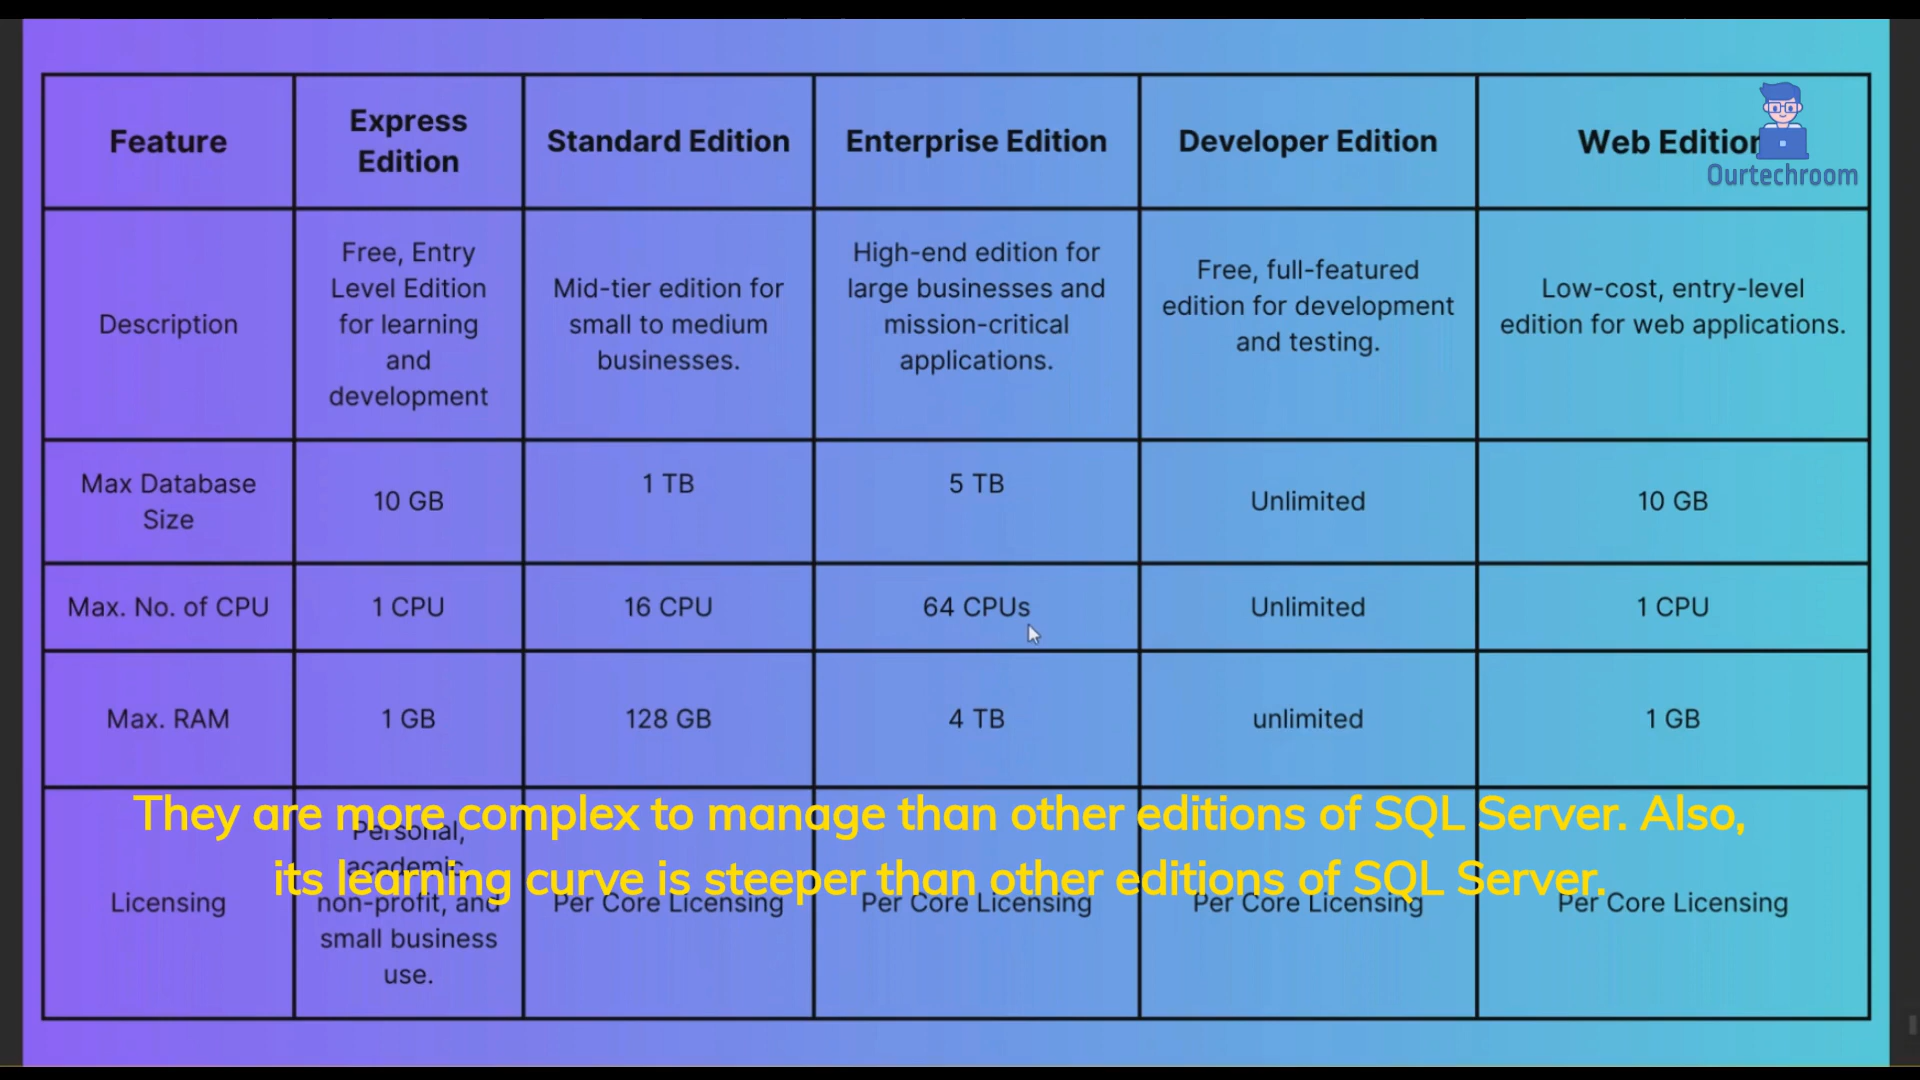 Feature
Express
Edition
Standard Edition
Enterprise Edition
Developer Edition
Web Edition
Ourtechroom
Description
Free, Entry
Level Edition
for learning
and
development
Mid-tier edition for
small to medium
businesses.
High-end edition for
large businesses and
mission-critical
applications.
Free, full-featured
edition for development
and testing.
Low-cost, entry-level
edition for web applications.
Max Database
Size
10 GB
1 TB
5 TB
Unlimited
10 GB
Max. No. of CPU
1 CPU
16 CPU
64 CPUs
Unlimited
1 CPU
Max. RAM
1 GB
128 GB
4 TB
unlimited
1 GB
Licensing
Personal,
academic,
non-profit, and
small business
use.
Per Core Licensing
Per Core Licensing
Per Core Licensing
Per Core Licensing
They are more complex to manage than other editions of SQL Server. Also,
its learning curve is steeper than other editions of SQL Server.